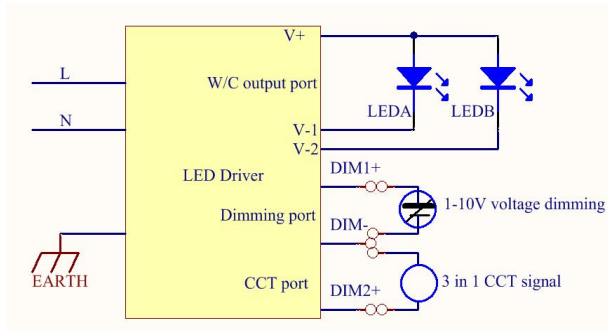 V+
L
W/C output port
LEDA
LEDB
N
V-1
V-2
LED Driver
DIM1+
1-10V voltage dimming
Dimming port
DIM-
EARTH
CCT port
3 in 1 CCT signal
DIM2+